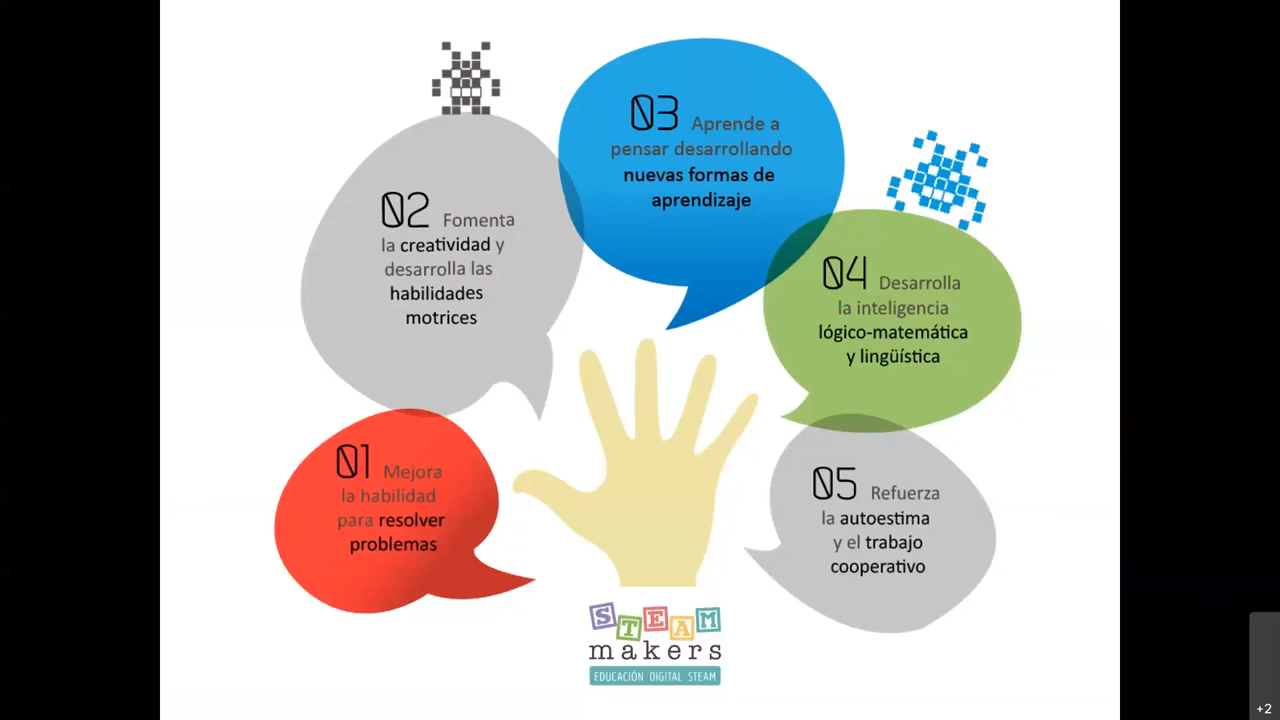 01 Mejora
la habilidad
para resolver
problemas
02 Fomenta
la creatividad y
desarrolla las
habilidades
motrices
03 Aprende a
pensar desarrollando
nuevas formas de
aprendizaje
04 Desarrolla
la inteligencia
lógico-matemática
y lingüística
05 Refuerza
la autoestima
y el trabajo
cooperativo
STEAM
makers
EDUCACIÓN DIGITAL STEAM
+2